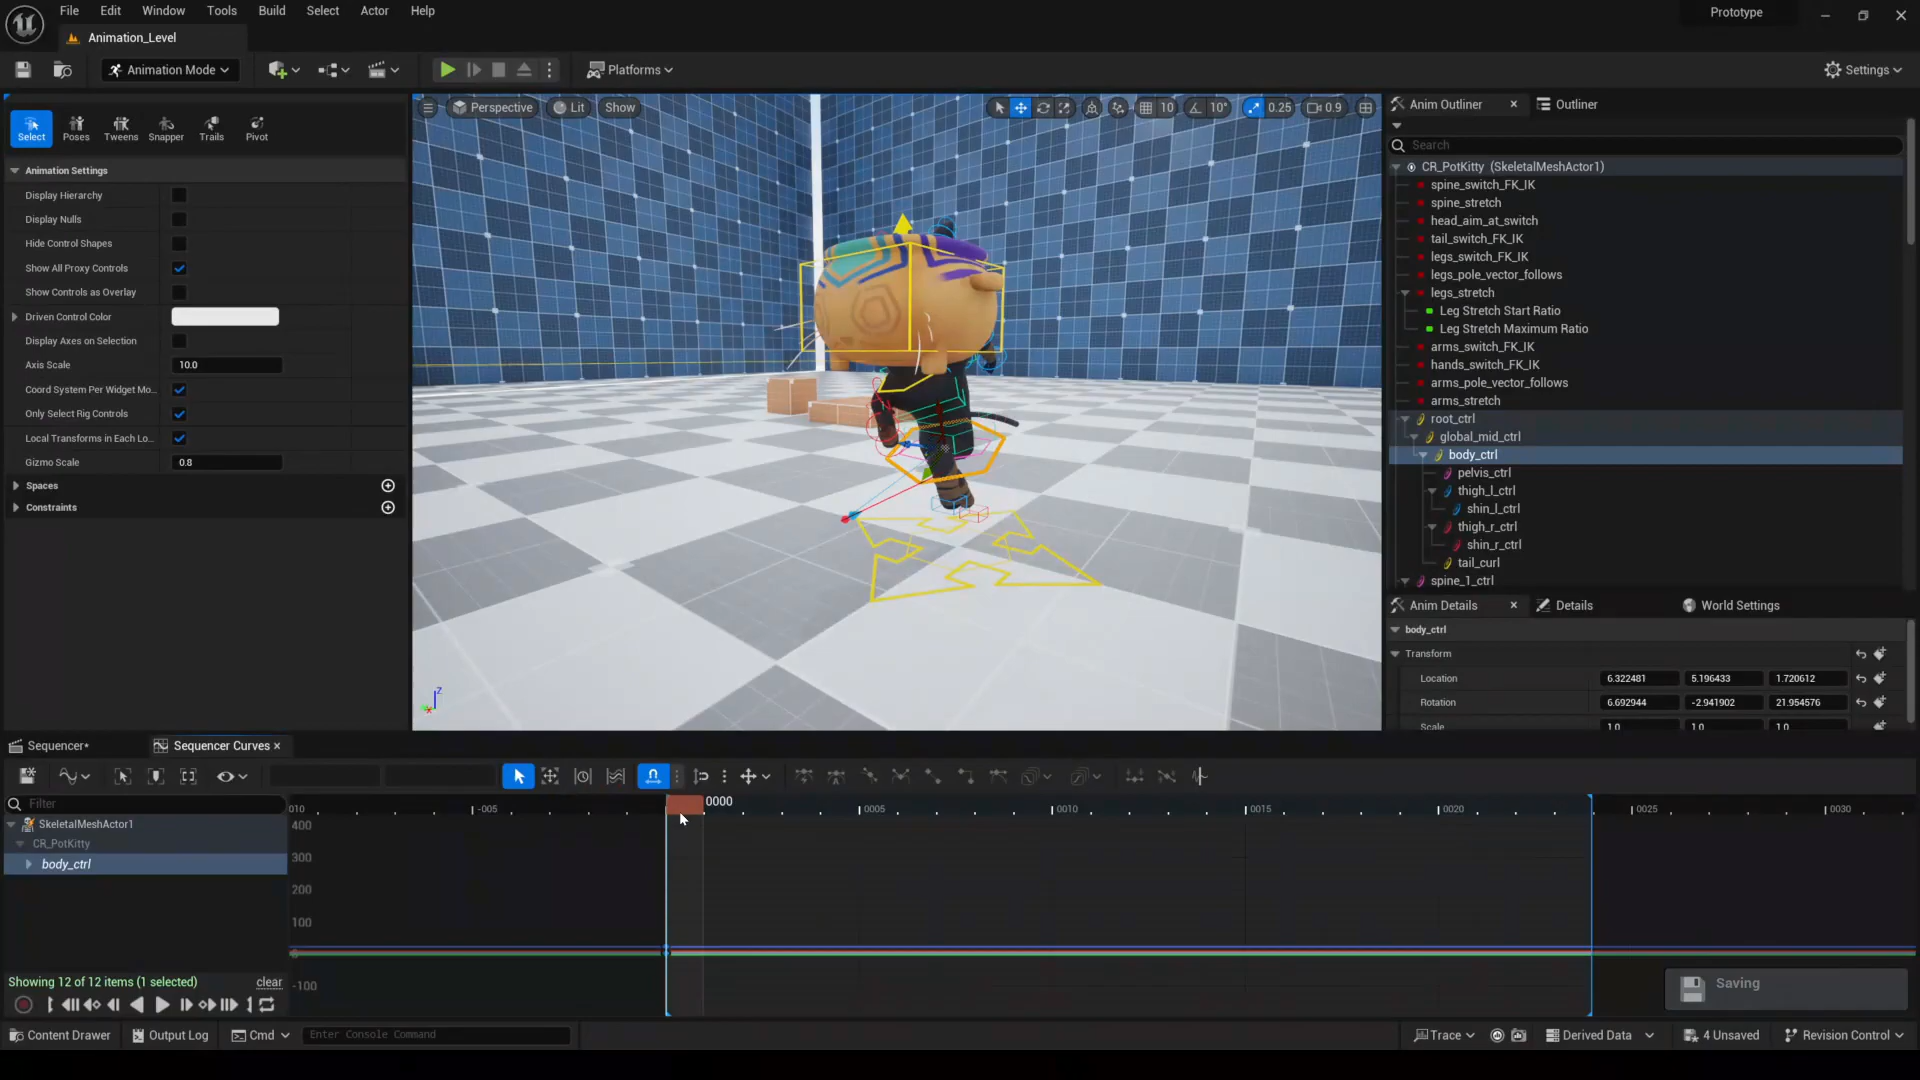 File Edit Window Tools Build Select Actor Help
Prototype
Animation_Level
Animation Mode
Platforms
Settings
Select Poses Tweens Snapper Trails Pivot
Animation Settings
Display Hierarchy
Display Nulls
Hide Control Shapes
Show All Proxy Controls
Show Controls as Overlay
Driven Control Color
Display Axes on Selection
Axis Scale 10.0
Coord System Per Widget Mo...
Only Select Rig Controls
Local Transforms in Each Lo...
Gizmo Scale 0.8
Spaces
Constraints
Perspective Lit Show 10 10° 0.25 0.9
Z
Anim Outliner Outliner
Search
CR_PotKitty (SkeletalMeshActor1)
spine_switch_FK_IK
spine_stretch
head_aim_at_switch
tail_switch_FK_IK
legs_switch_FK_IK
legs_pole_vector_follows
legs_stretch
Leg Stretch Start Ratio
Leg Stretch Maximum Ratio
arms_switch_FK_IK
hands_switch_FK_IK
arms_pole_vector_follows
arms_stretch
root_ctrl
global_mid_ctrl
body_ctrl
pelvis_ctrl
thigh_l_ctrl
shin_l_ctrl
thigh_r_ctrl
shin_r_ctrl
tail_curl
spine_1_ctrl
Anim Details Details World Settings
body_ctrl
Transform
Location 6.322481 5.196433 1.720612
Rotation 6.692944 -2.941902 21.954576
Scale 1.0 1.0 1.0
Sequencer* Sequencer Curves
Filter
SkeletalMeshActor1
CR_PotKitty
body_ctrl
Showing 12 of 12 items (1 selected) clear
010 -005 0000 0005 0010 0015 0020 0025 0030
400
300
200
100
0
-100
Saving
Content Drawer Output Log Cmd Enter Console Command
Trace Derived Data 4 Unsaved Revision Control